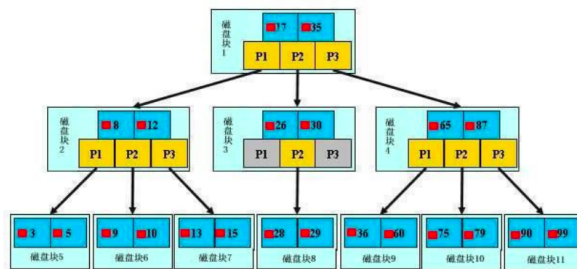 磁盘块1
17 35
P1 P2 P3
磁盘块2
8 12
P1 P2 P3
磁盘块3
26 30
P1 P2 P3
磁盘块4
65 87
P1 P2 P3
3 5
磁盘块5
9 10
磁盘块6
13 15
磁盘块7
28 29
磁盘块8
36 60
磁盘块9
75 79
磁盘块10
90 99
磁盘块11